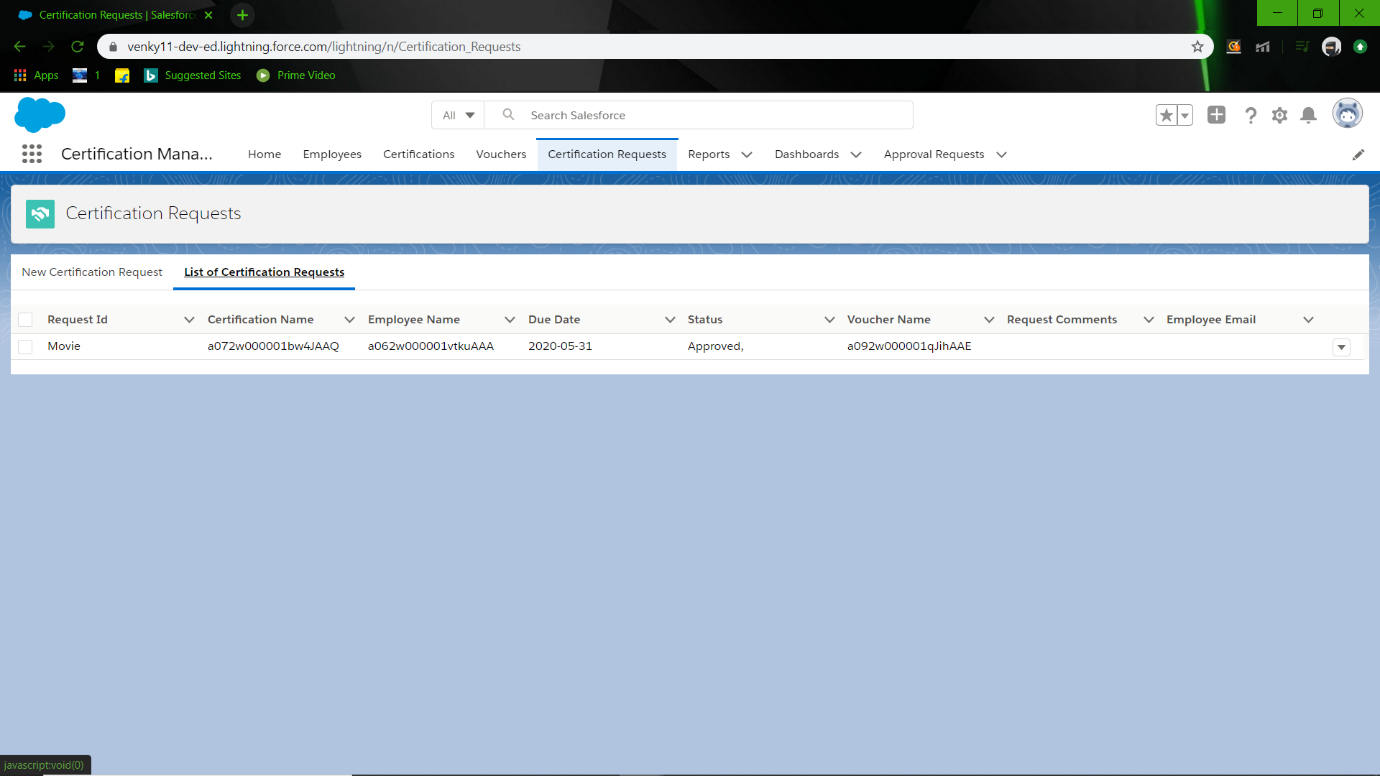 Certification Requests | Salesforc
venky11-dev-ed.lightning.force.com/lightning/n/Certification_Requests
Apps 1 Suggested Sites Prime Video
All Search Salesforce
Certification Mana... Home Employees Certifications Vouchers Certification Requests Reports Dashboards Approval Requests
Certification Requests
New Certification Request List of Certification Requests
Request Id Certification Name Employee Name Due Date Status Voucher Name Request Comments Employee Email
Movie a072w000001bw4JAAQ a062w000001vtkuAAA 2020-05-31 Approved, a092w000001qJihAAE
javascript:void(0)